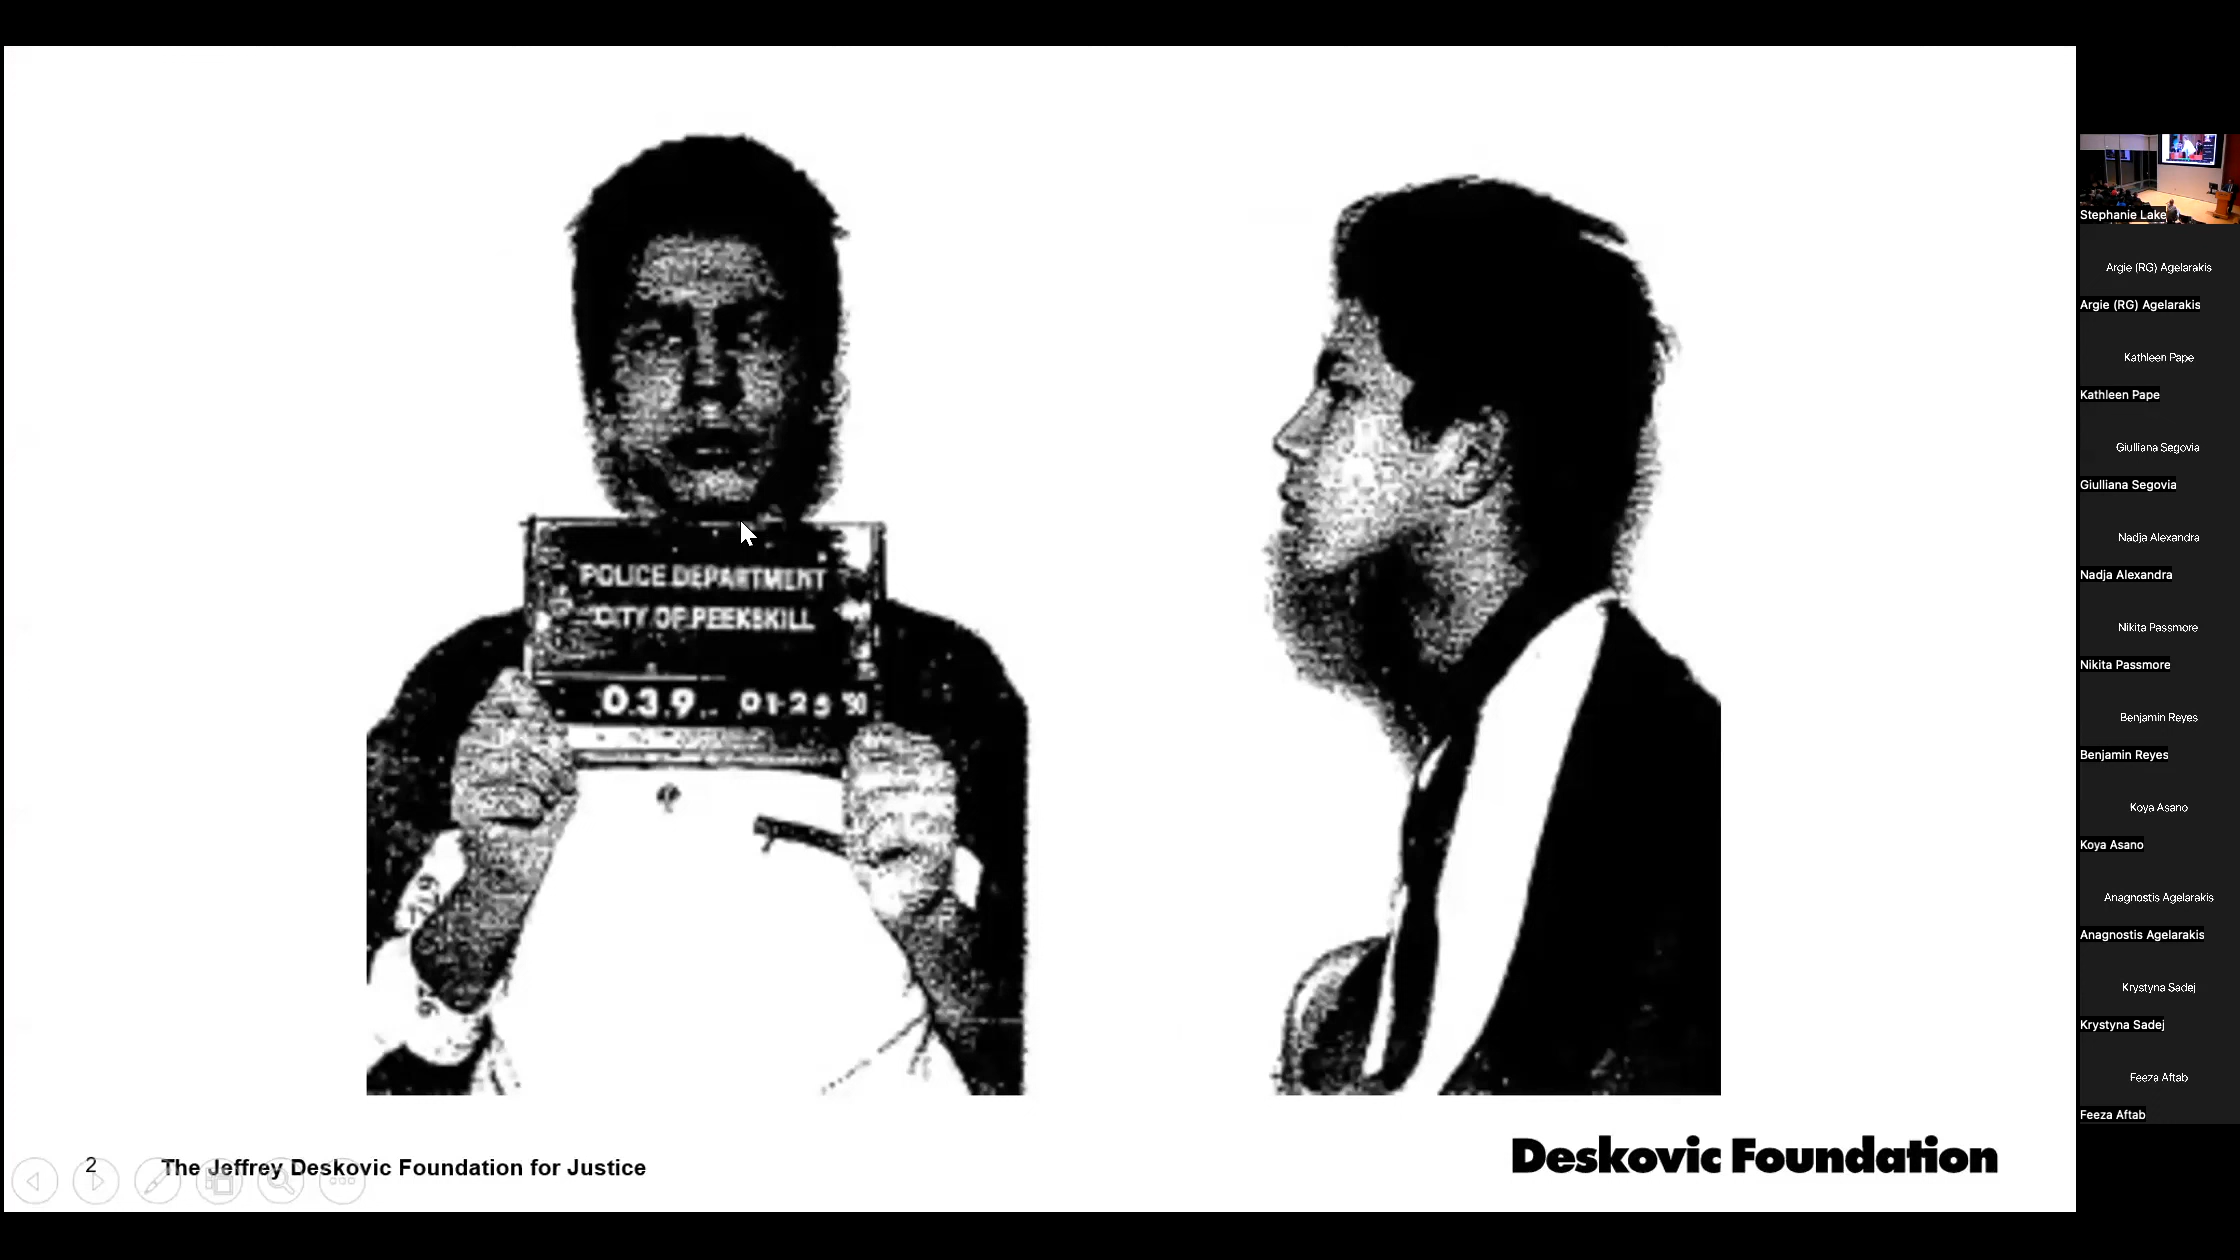 POLICE DEPARTMENT
CITY OF PEEKSKILL
039 01-25 '90
2
The Jeffrey Deskovic Foundation for Justice
Deskovic Foundation
Stephanie Lake
Argie (RG) Agelarakis
Argie (RG) Agelarakis
Kathleen Pape
Kathleen Pape
Giulliana Segovia
Giulliana Segovia
Nadja Alexandra
Nadja Alexandra
Nikita Passmore
Nikita Passmore
Benjamin Reyes
Benjamin Reyes
Koya Asano
Koya Asano
Anagnostis Agelarakis
Anagnostis Agelarakis
Krystyna Sadej
Krystyna Sadej
Feeza Aftab
Feeza Aftab